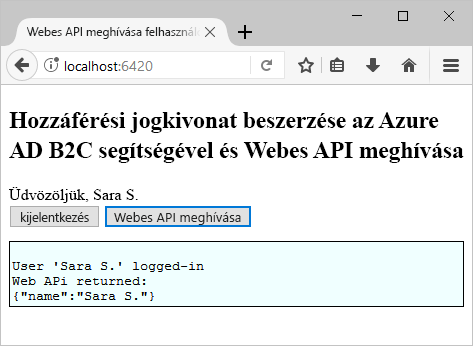 Webes API meghívása felhasznál
localhost:6420
Hozzáférési jogkivonat beszerzése az Azure
AD B2C segítségével és Webes API meghívása
Üdvözöljük, Sara S.
kijelentkezés Webes API meghívása
User 'Sara S.' logged-in
Web APi returned:
{"name":"Sara S."}